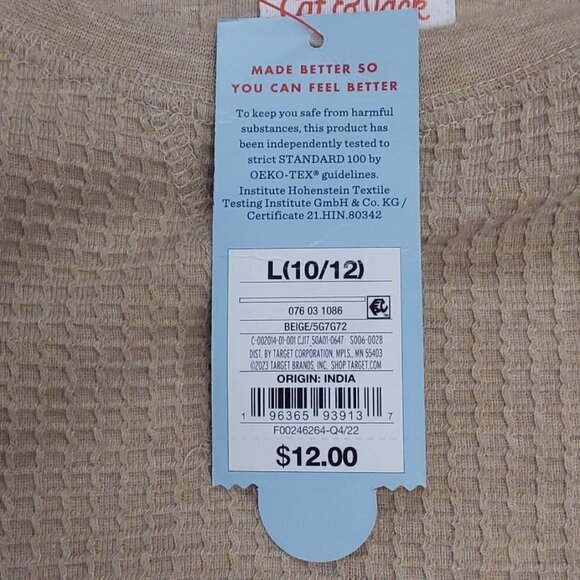 Cat & Jack
MADE BETTER SO
YOU CAN FEEL BETTER
To keep you safe from harmful
substances, this product has
been independently tested to
strict STANDARD 100 by
OEKO-TEX® guidelines.
Institute Hohenstein Textile
Testing Institute GmbH & Co. KG /
Certificate 21.HIN.80342
L(10/12)
076 03 1086
BEIGE/5G7G72
C-002014-01-001 CJ17 50A01-0647 S006-0028
DIST. BY TARGET CORPORATION, MPLS., MN 55403
©2023 TARGET BRANDS, INC. SHOP TARGET.COM
ORIGIN: INDIA
1 96365 93913 7
F00246264-Q4/22
$12.00